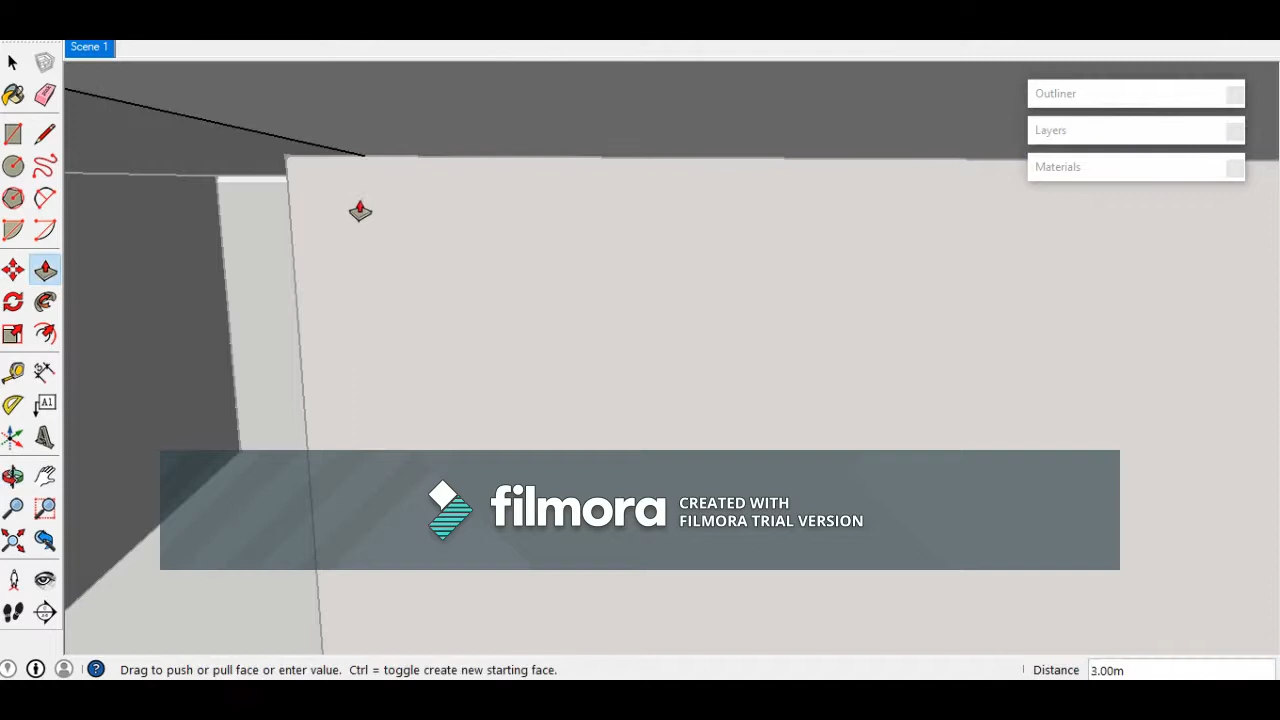 Scene 1
Outliner
Layers
Materials
A1
filmora
CREATED WITH
FILMORA TRIAL VERSION
Drag to push or pull face or enter value. Ctrl = toggle create new starting face.
Distance
3.00m